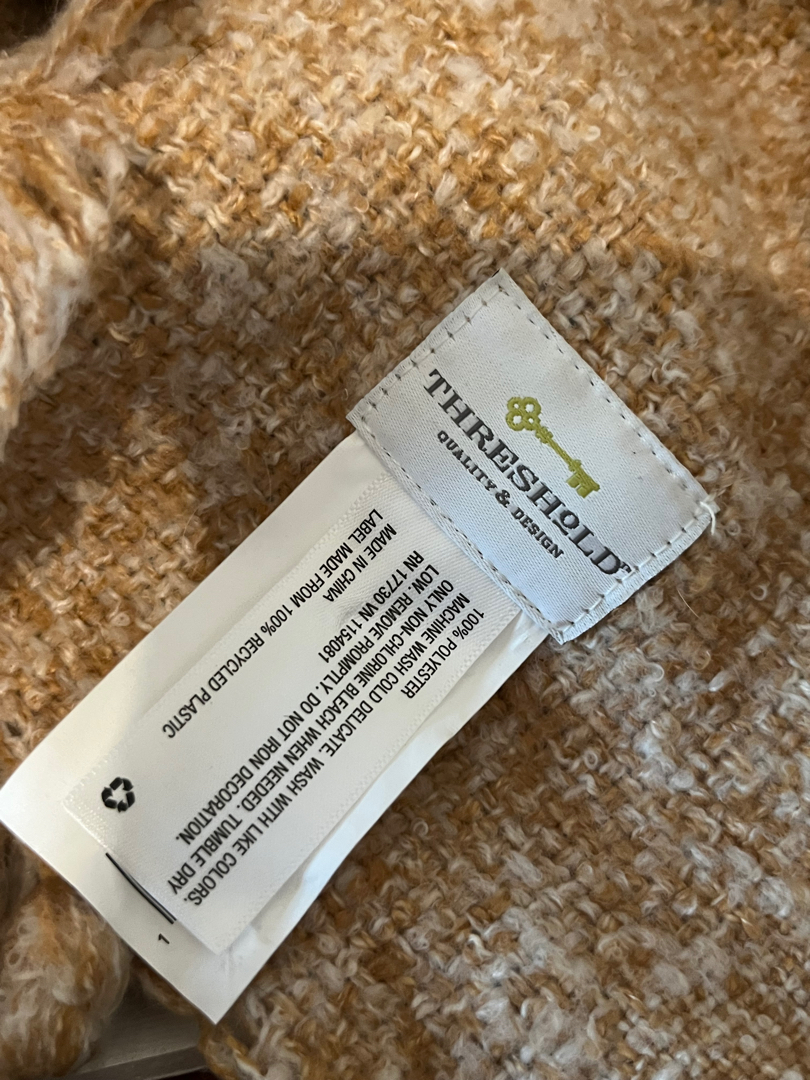 THRESHOLD™
QUALITY & DESIGN
100% POLYESTER
MACHINE WASH COLD DELICATE WASH WITH LIKE COLORS.
ONLY NON-CHLORINE BLEACH WHEN NEEDED. TUMBLE DRY
LOW. REMOVE PROMPTLY. DO NOT IRON DECORATION.
RN 17730 VN 1154081
MADE IN CHINA
LABEL MADE FROM 100% RECYCLED PLASTIC
1